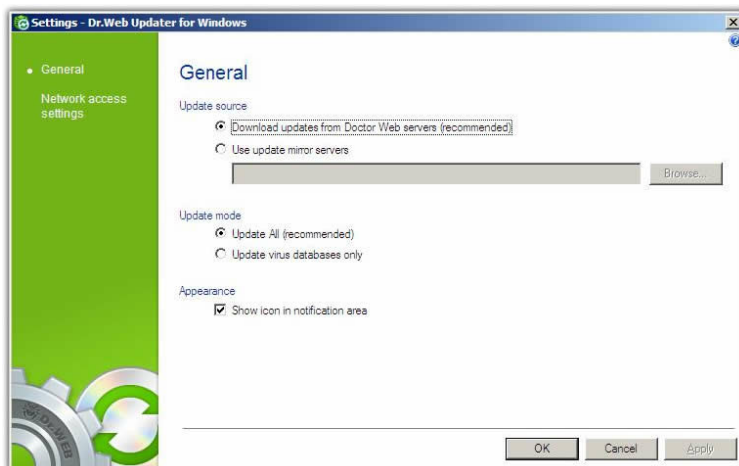 Settings - Dr.Web Updater for Windows
General
Network access
settings
General
Update source
Download updates from Doctor Web servers (recommended)
Use update mirror servers
Browse...
Update mode
Update All (recommended)
Update virus databases only
Appearance
Show icon in notification area
Dr.WEB
OK
Cancel
Apply